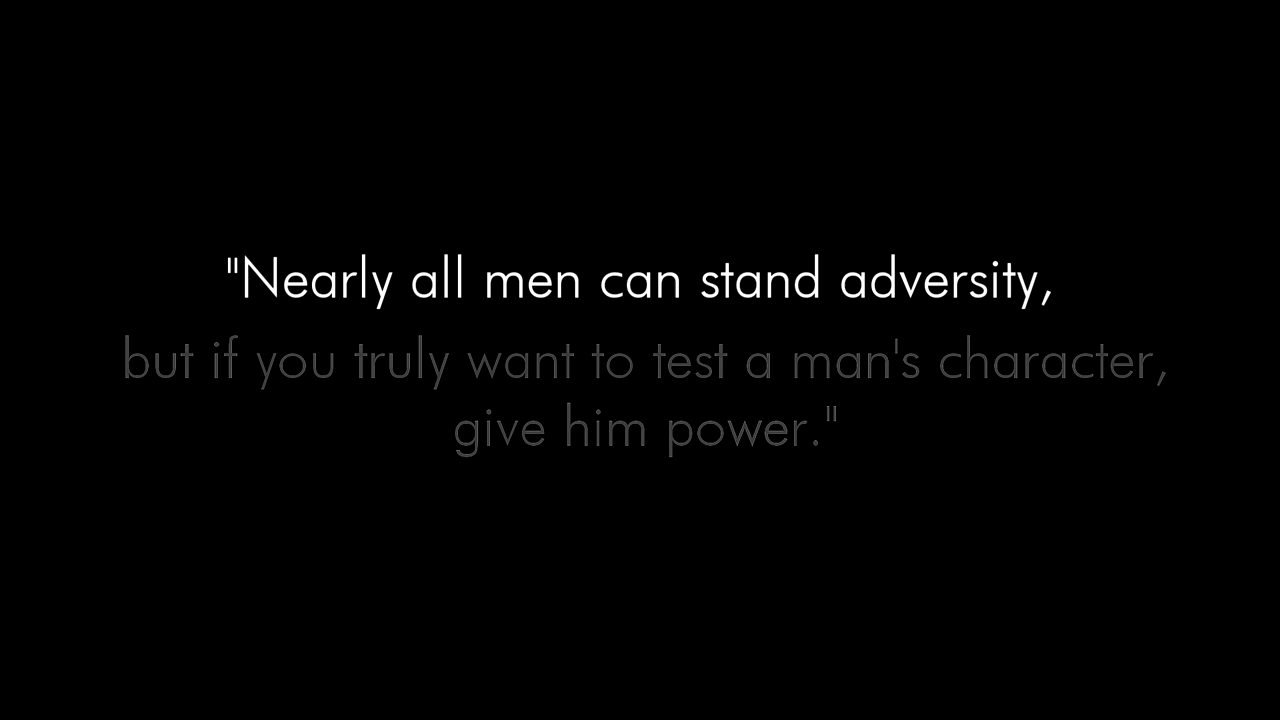 "Nearly all men can stand adversity,
but if you truly want to test a man's character,
give him power."